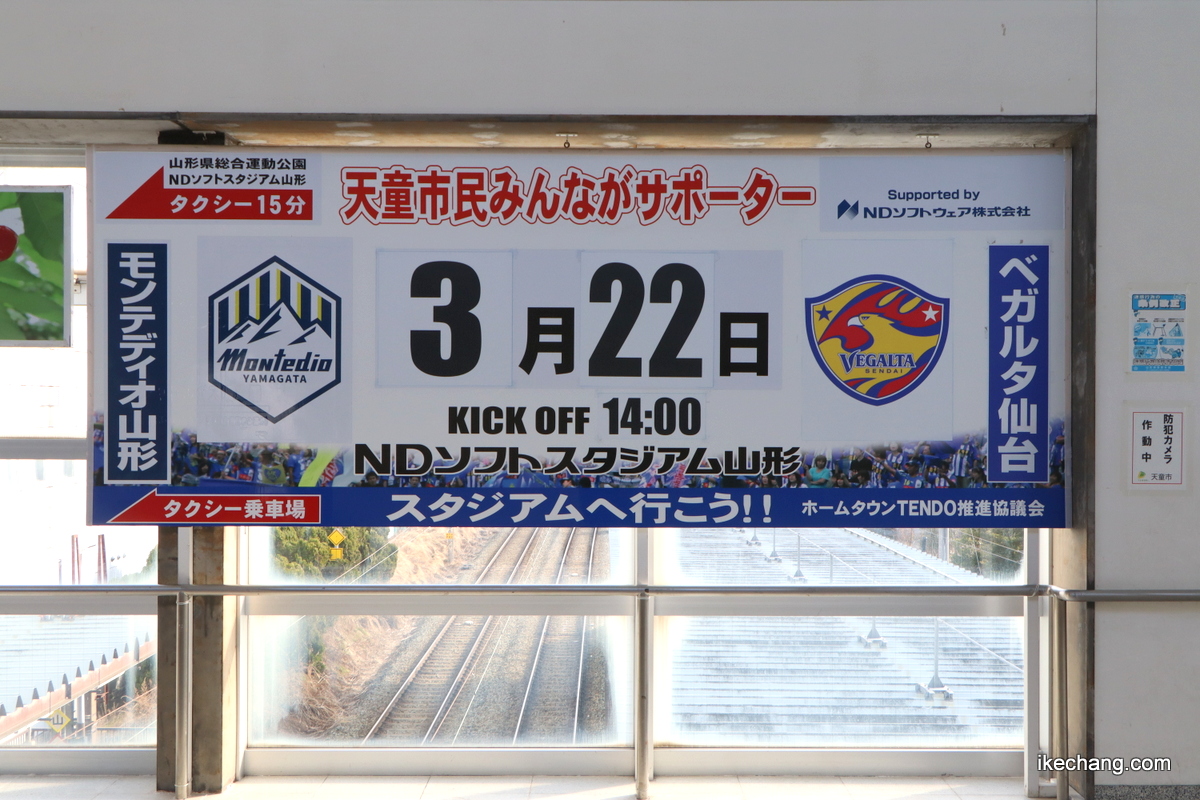 山形県総合運動公園
NDソフトスタジアム山形
タクシー15分
天童市民みんながサポーター
Supported by
NDソフトウェア株式会社
モンテディオ山形
Montedio
YAMAGATA
3月22日
KICK OFF 14:00
NDソフトスタジアム山形
VEGALTA
SENDAI
ベガルタ仙台
タクシー乗車場
スタジアムへ行こう!!
ホームタウンTENDO推進協議会
条例改正
防犯カメラ
作動中
天童市
山
ikechang.com